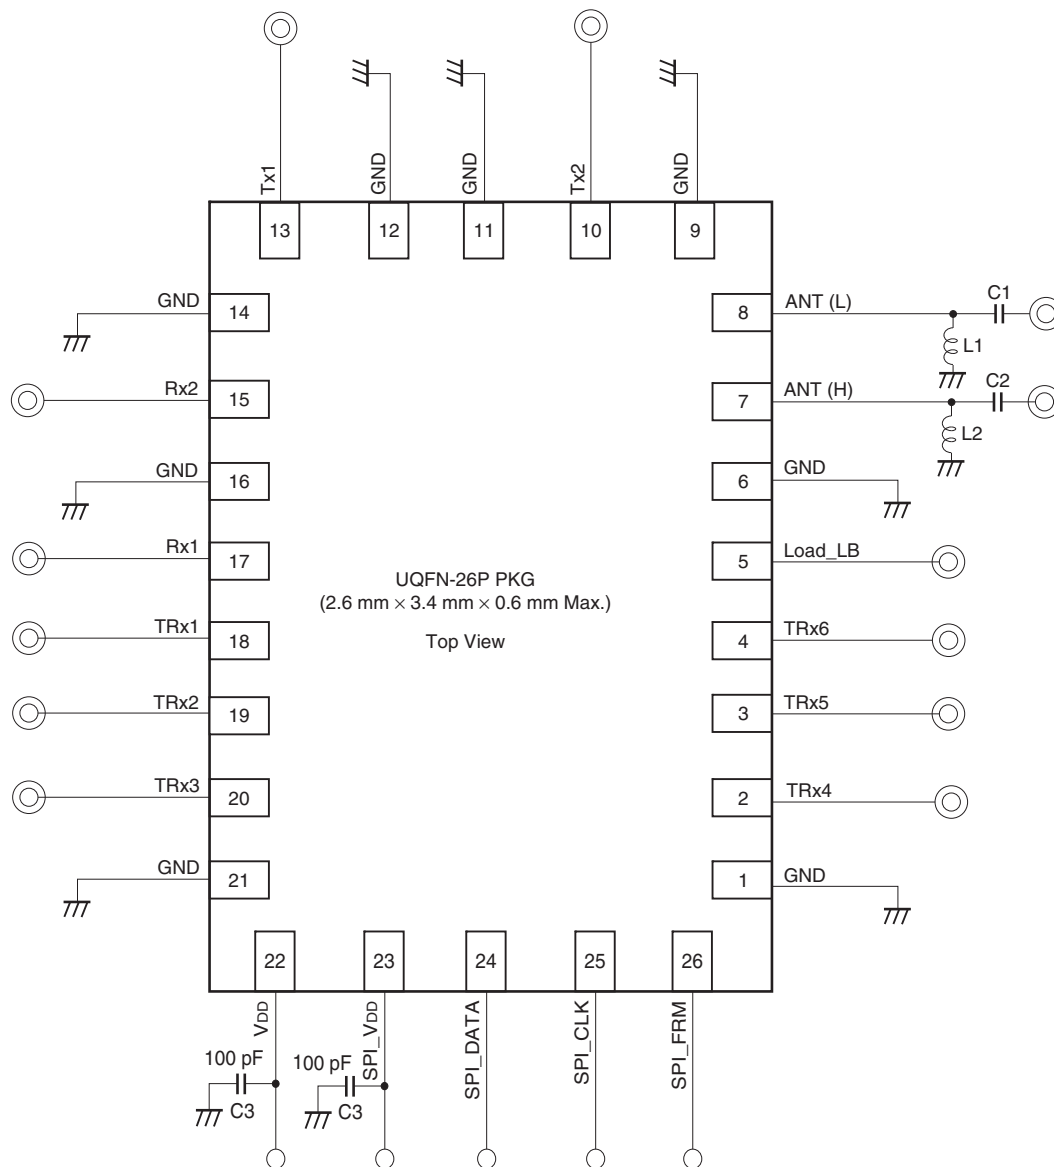 Tx1
GND
GND
Tx2
GND
13
12
11
10
9
GND
14
8
ANT (L)
C1
L1
Rx2
15
7
ANT (H)
C2
L2
GND
16
6
GND
Rx1
17
5
Load_LB
UQFN-26P PKG
(2.6 mm × 3.4 mm × 0.6 mm Max.)
Top View
TRx1
18
4
TRx6
TRx2
19
3
TRx5
TRx3
20
2
TRx4
GND
21
1
GND
22
23
24
25
26
VDD
SPI_VDD
SPI_DATA
SPI_CLK
SPI_FRM
100 pF
C3
100 pF
C3